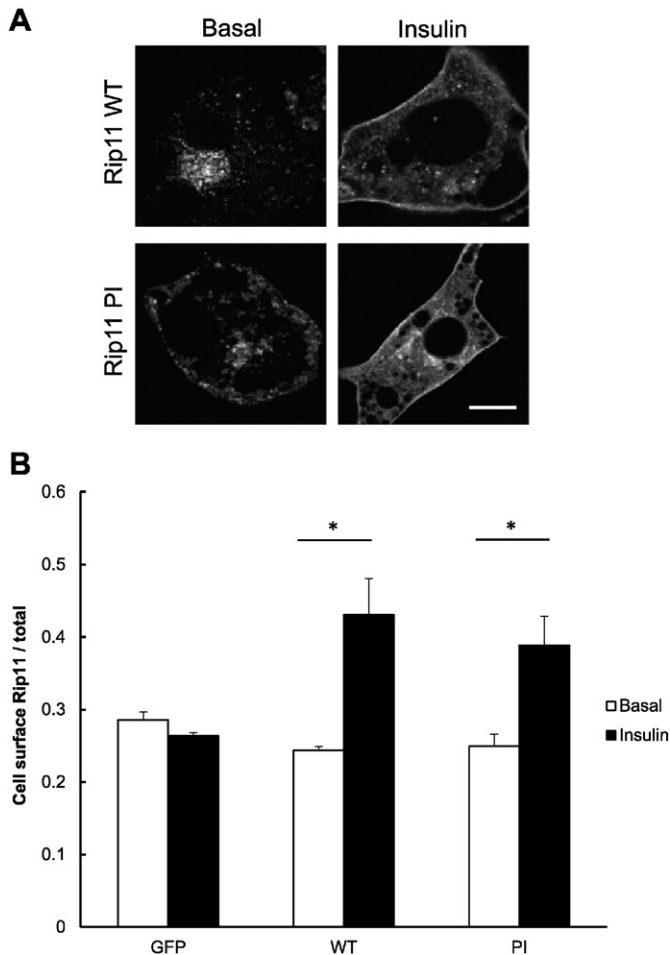 A
Basal Insulin
Rip11 WT
Rip11 PI
B
0.6
*
*
0.5
0.4
0.3
0.2
0.1
0
Cell surface Rip11 / total
Basal
Insulin
GFP WT PI